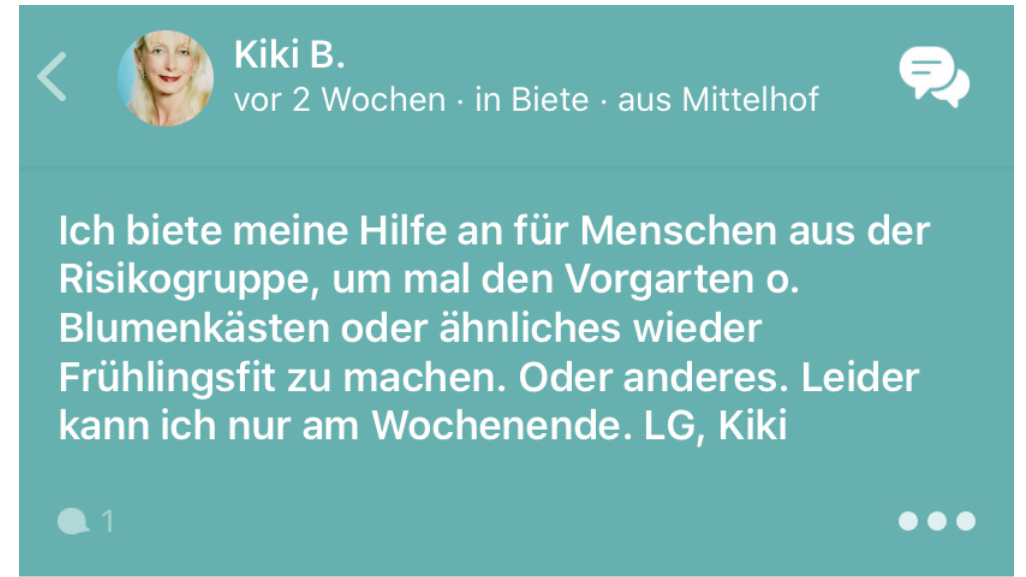 Kiki B.
vor 2 Wochen · in Biete · aus Mittelhof
Ich biete meine Hilfe an für Menschen aus der
Risikogruppe, um mal den Vorgarten o.
Blumenkästen oder ähnliches wieder
Frühlingsfit zu machen. Oder anderes. Leider
kann ich nur am Wochenende. LG, Kiki
1